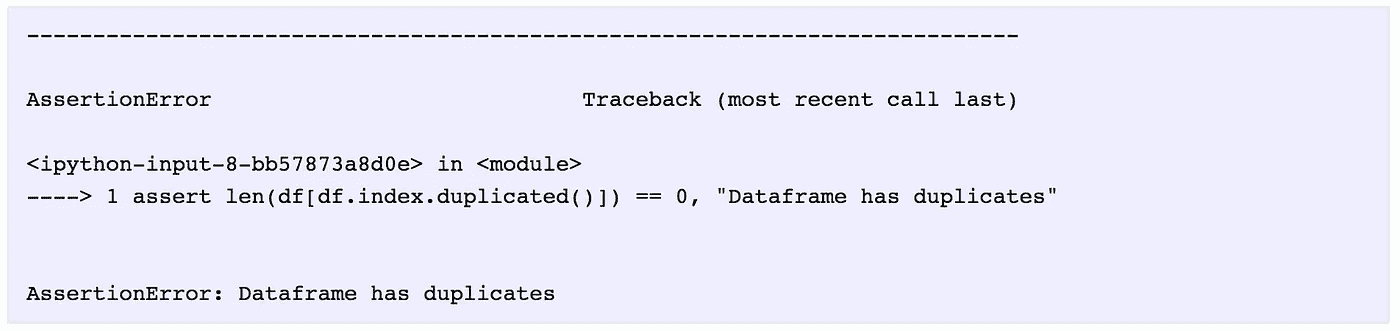 ---------------------------------------------------------------------------
AssertionError                            Traceback (most recent call last)
<ipython-input-8-bb57873a8d0e> in <module>
----> 1 assert len(df[df.index.duplicated()]) == 0, "Dataframe has duplicates"
AssertionError: Dataframe has duplicates